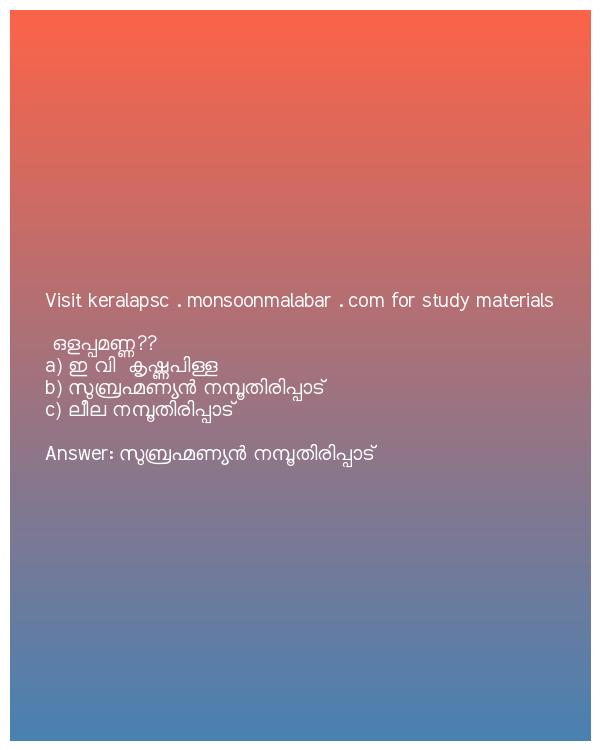 Visit keralapsc . monsoonmalabar . com for study materials
ഒളപ്പമണ്ണ??
a) ഇ വി കൃഷ്ണപിള്ള
b) സുബ്രഹ്മണ്യൻ നമ്പൂതിരിപ്പാട്
c) ലീല നമ്പൂതിരിപ്പാട്
Answer: സുബ്രഹ്മണ്യൻ നമ്പൂതിരിപ്പാട്